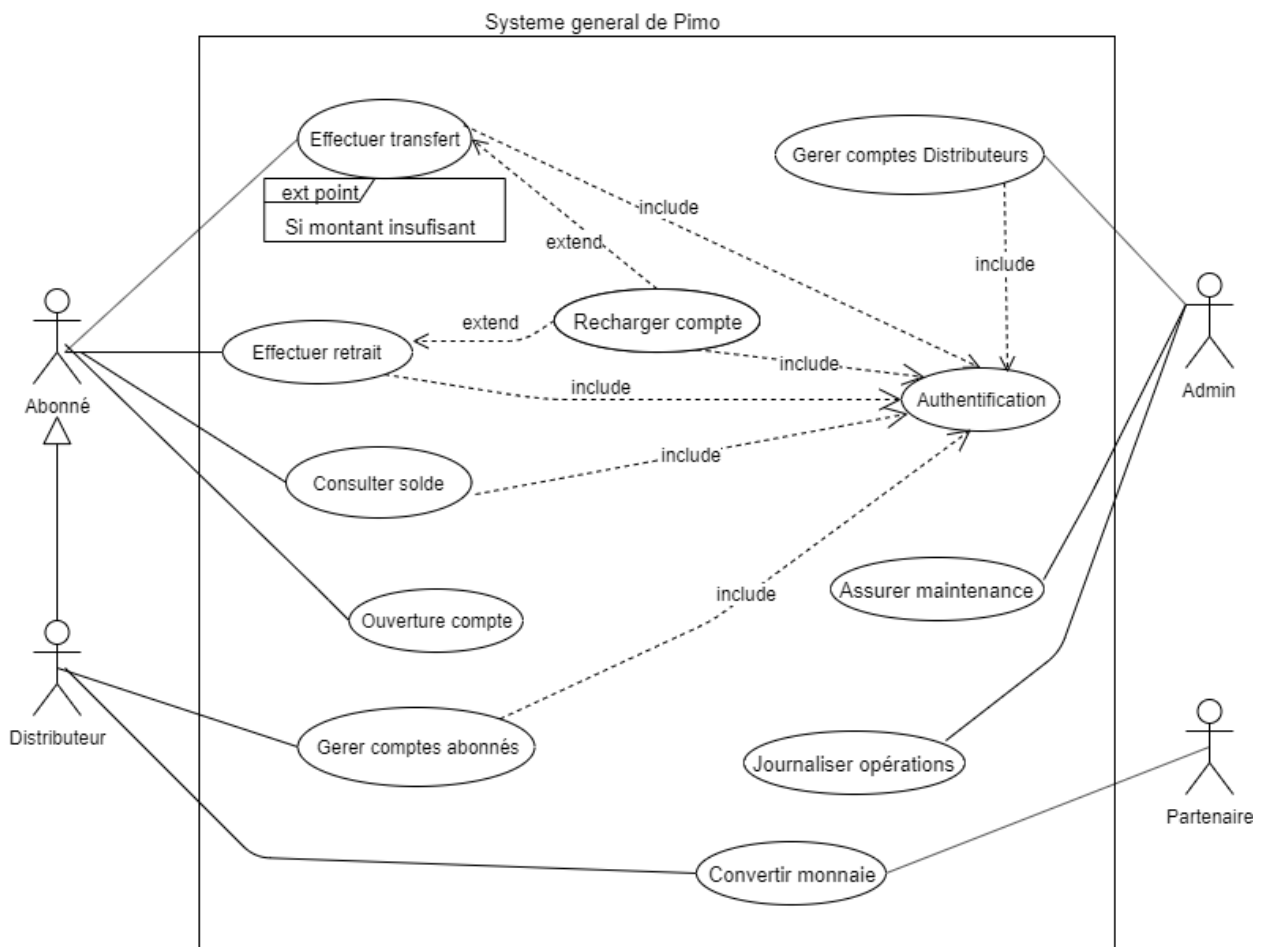 Systeme general de Pimo
Effectuer transfert
Gerer comptes Distributeurs
ext point
Si montant insufisant
include
extend
include
Recharger compte
extend
Effectuer retrait
include
include
Authentification
Abonné
Admin
include
Consulter solde
include
Assurer maintenance
Ouverture compte
Distributeur
Gerer comptes abonnés
Journaliser opérations
Partenaire
Convertir monnaie